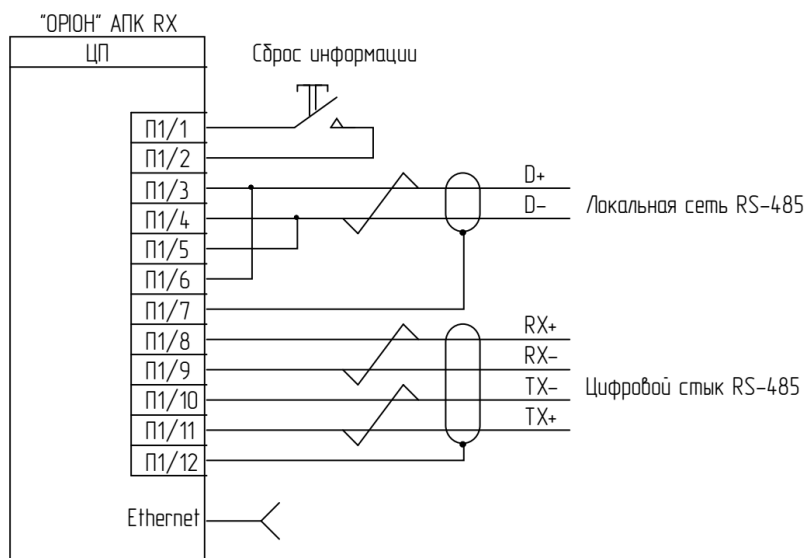 "ОРІОН" АПК RX
ЦП
Сброс информации
П1/1
П1/2
П1/3
D+
П1/4
D-
Локальная сеть RS-485
П1/5
П1/6
П1/7
П1/8
RX+
П1/9
RX-
П1/10
TX-
Цифровой стык RS-485
П1/11
TX+
П1/12
Ethernet